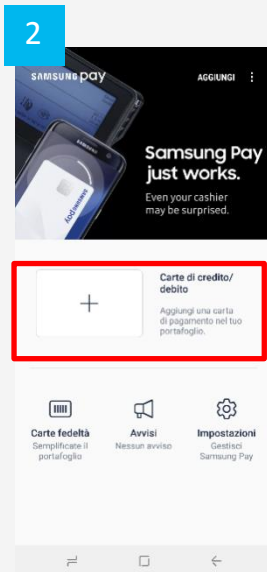 2
SAMSUNG pay
AGGIUNGI
Samsung Pay
just works.
Even your cashier
may be surprised.
SAMSUNG pay
Carte di credito/
debito
Aggiungi una carta
di pagamento nel tuo
portafoglio.
Carte fedeltà
Semplificate il
portafoglio
Avvisi
Nessun avviso
Impostazioni
Gestisci
Samsung Pay